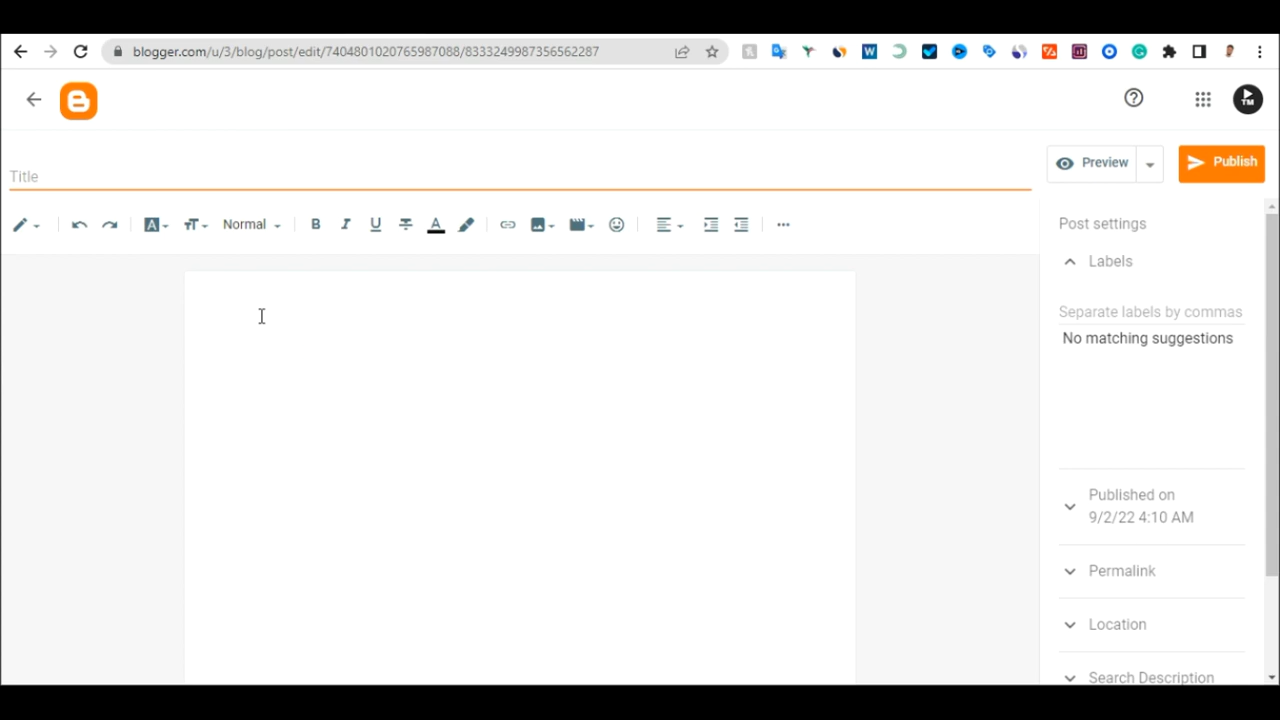 blogger.com/u/3/blog/post/edit/7404801020765987088/8333249987356562287
TM
Title
Preview
Publish
Normal
B I U A
Post settings
Labels
Separate labels by commas
No matching suggestions
Published on
9/2/22 4:10 AM
Permalink
Location
Search Description